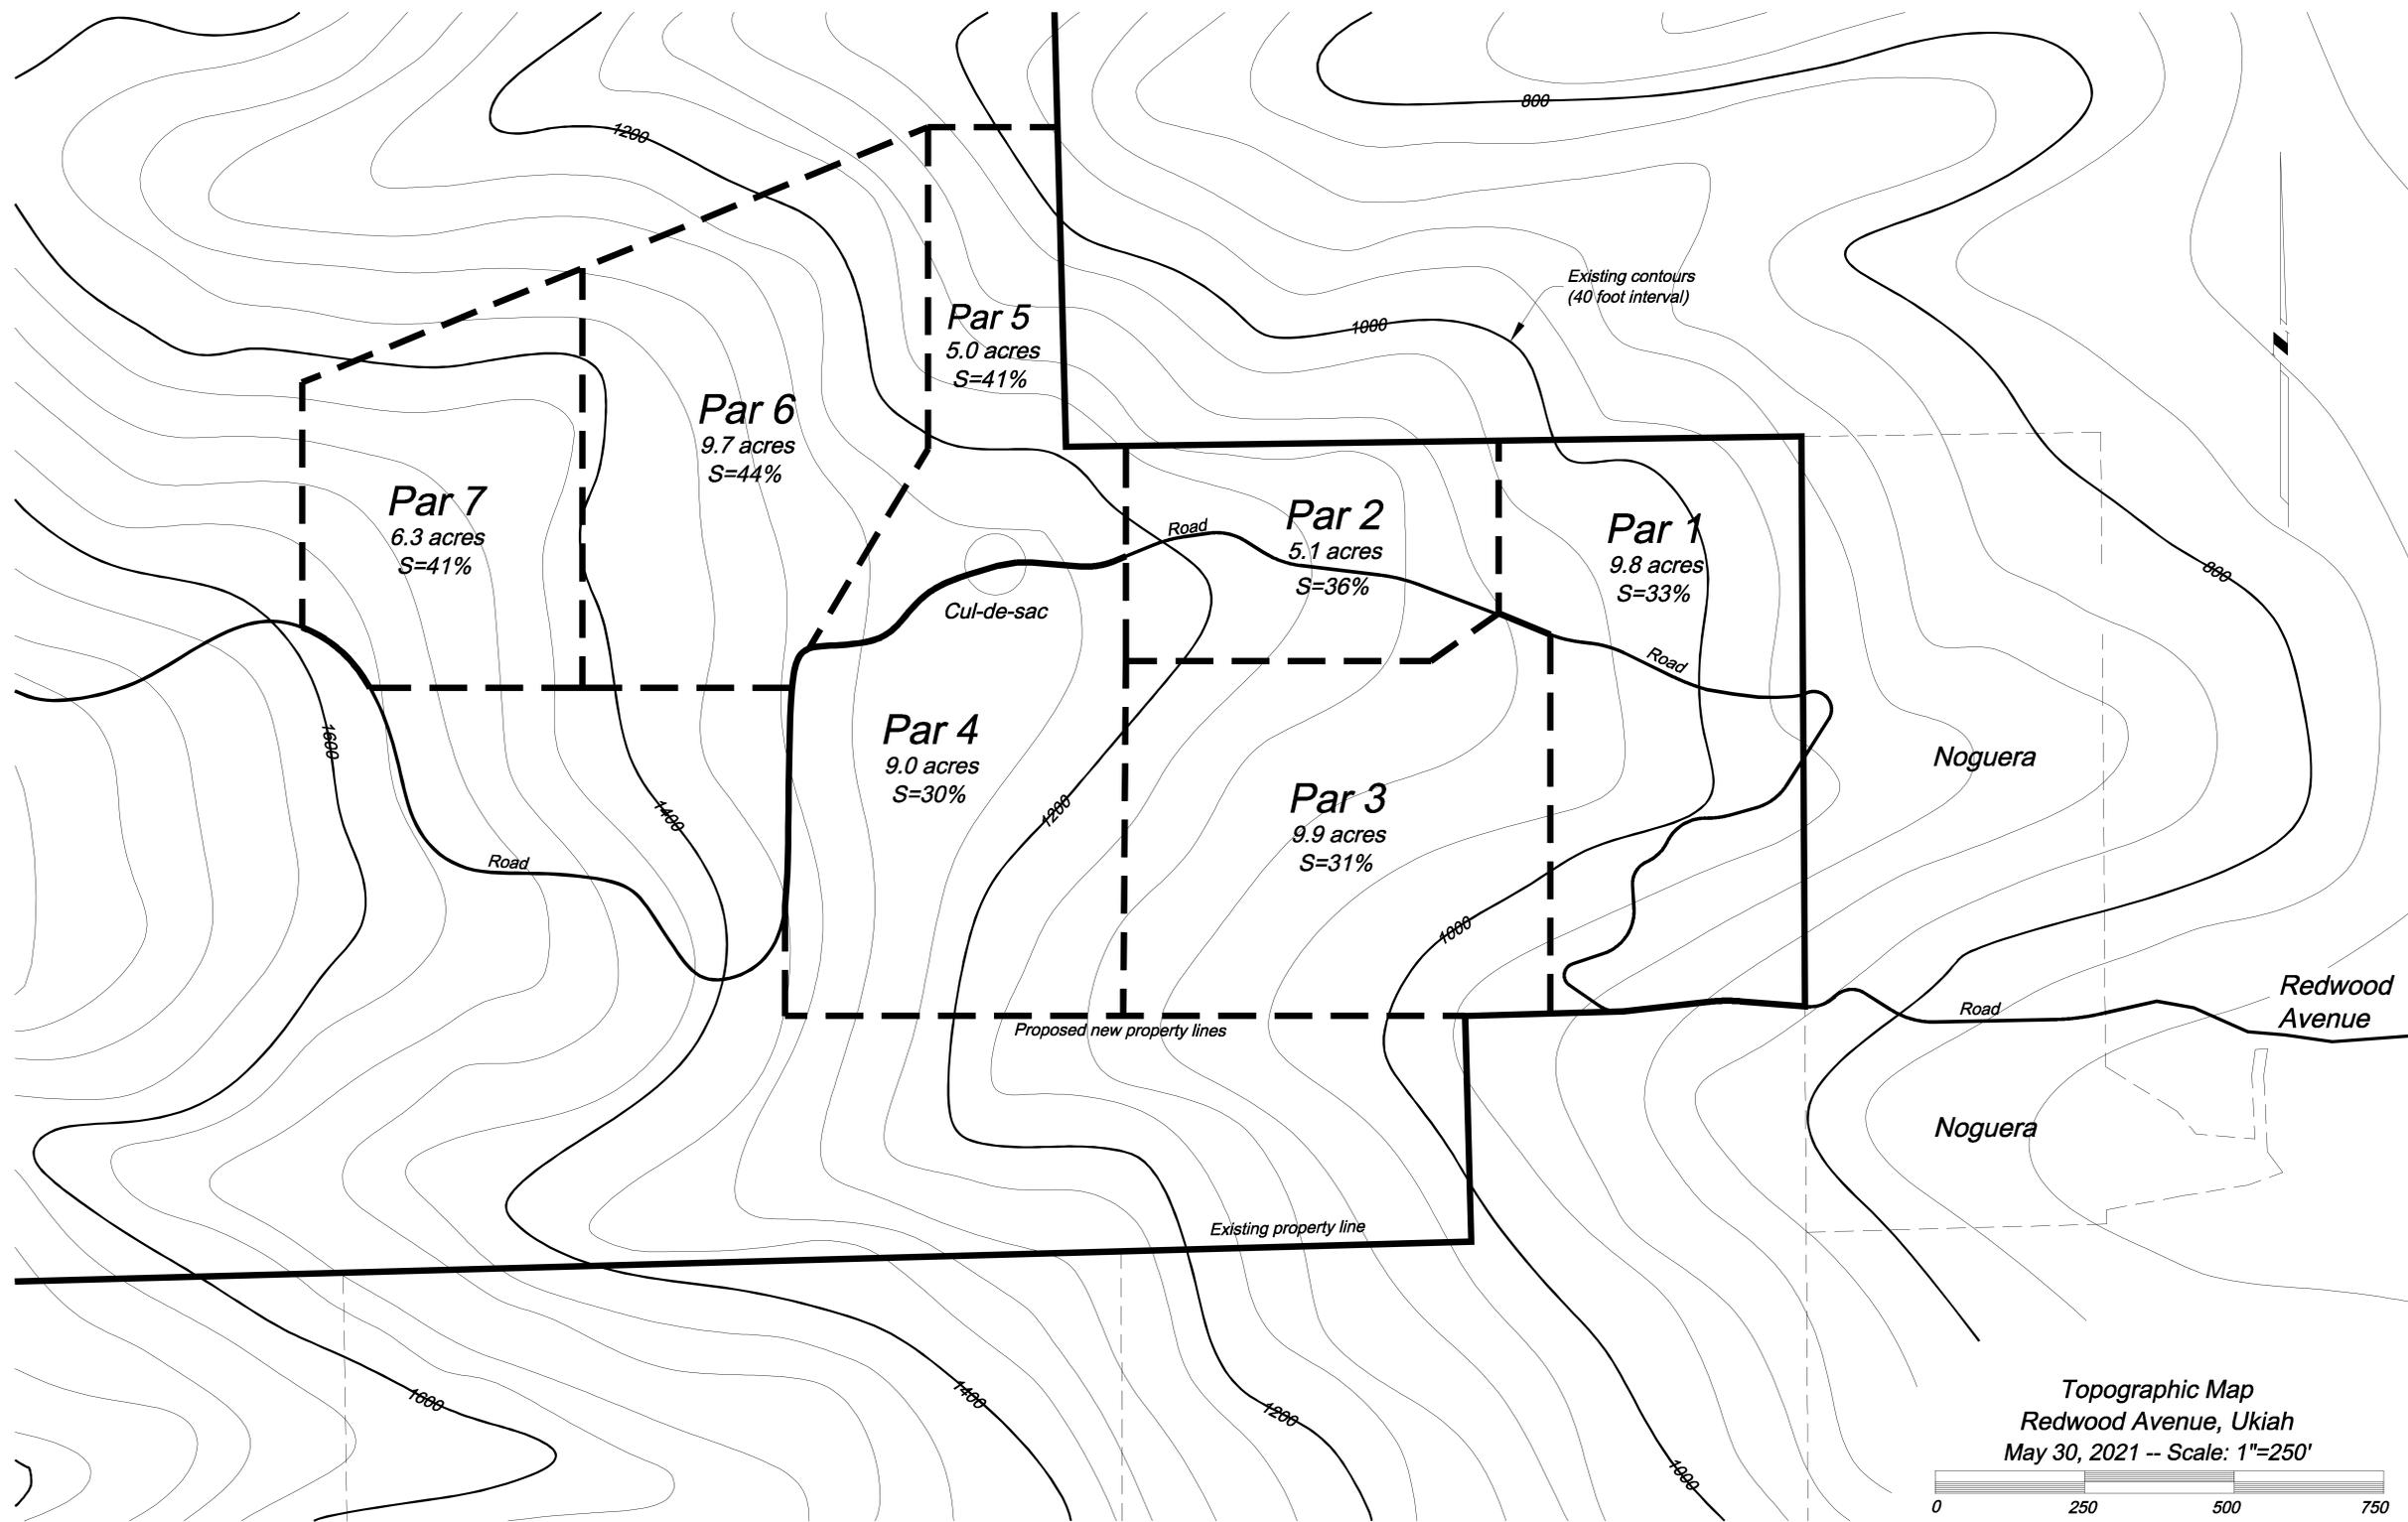 800
1200
Existing contours
(40 foot interval)
Par 5
5.0 acres
S=41%
1000
Par 6
9.7 acres
S=44%
Par 7
6.3 acres
S=41%
Road
Par 2
5.1 acres
S=36%
Par 1
9.8 acres
S=33%
800
Cul-de-sac
Road
1600
Par 4
9.0 acres
S=30%
Noguera
1400
1200
Par 3
9.9 acres
S=31%
Road
1000
Redwood
Avenue
Road
Proposed new property lines
Noguera
Existing property line
1600
1400
1200
1000
Topographic Map
Redwood Avenue, Ukiah
May 30, 2021 -- Scale: 1"=250'
0 250 500 750